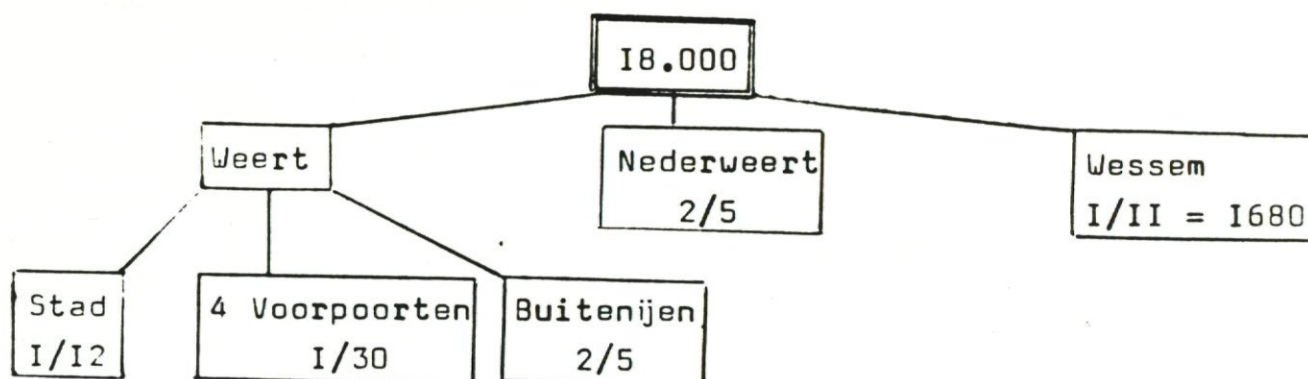 I8.000
Weert
Nederweert
2/5
Wessem
I/II = I680
Stad
I/I2
4 Voorpoorten
I/30
Buitenijen
2/5